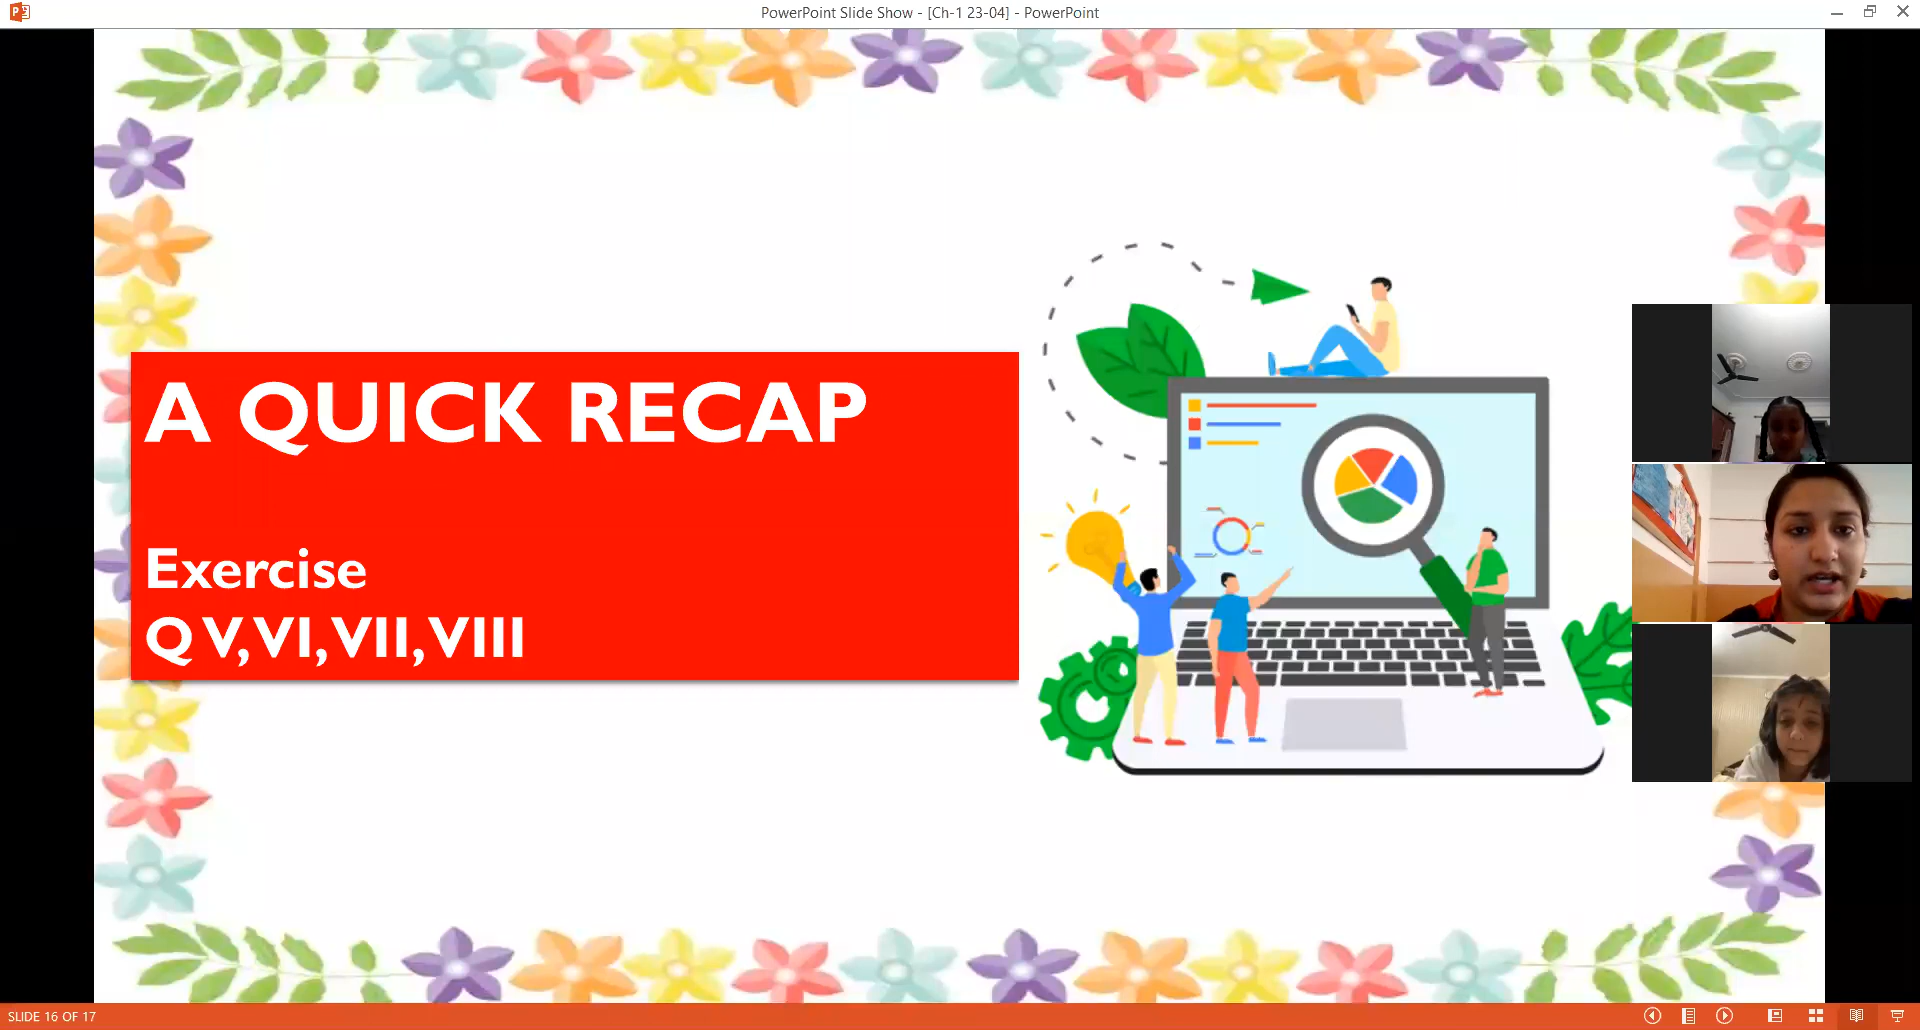 PowerPoint Slide Show - [Ch-1 23-04] - PowerPoint
A QUICK RECAP
Exercise
Q V, VI, VII, VIII
SLIDE 16 OF 17